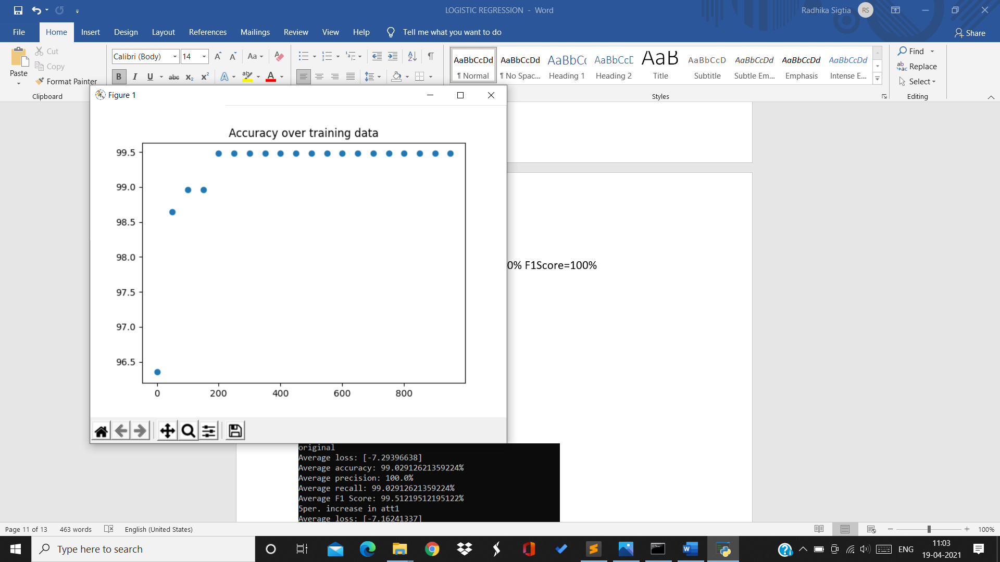 LOGISTIC REGRESSION - Word
Radhika Sigtia RS
File Home Insert Design Layout References Mailings Review View Help Tell me what you want to do
Share
Paste
Cut
Copy
Format Painter
Clipboard
Calibri (Body) 14
Aa
B I U abc x₂ x² A aby A
AaBbCcDd AaBbCcDd AaBbCc AaBbCcD AaB AaBbCcD AaBbCcDd AaBbCcDd AaBbCcDd
¶ Normal ¶ No Spac... Heading 1 Heading 2 Title Subtitle Subtle Em... Emphasis Intense E...
Styles
Find
Replace
Select
Editing
Figure 1
Accuracy over training data
99.5
99.0
98.5
98.0
97.5
97.0
96.5
0 200 400 600 800
0% F1Score=100%
original
Average loss: [-7.29396638]
Average accuracy: 99.02912621359224%
Average precision: 100.0%
Average recall: 99.02912621359224%
Average F1 Score: 99.51219512195122%
5per. increase in att1
Average loss: [-7.16241337]
Page 11 of 13 463 words English (United States) 100%
Type here to search
ENG
11:03
19-04-2021